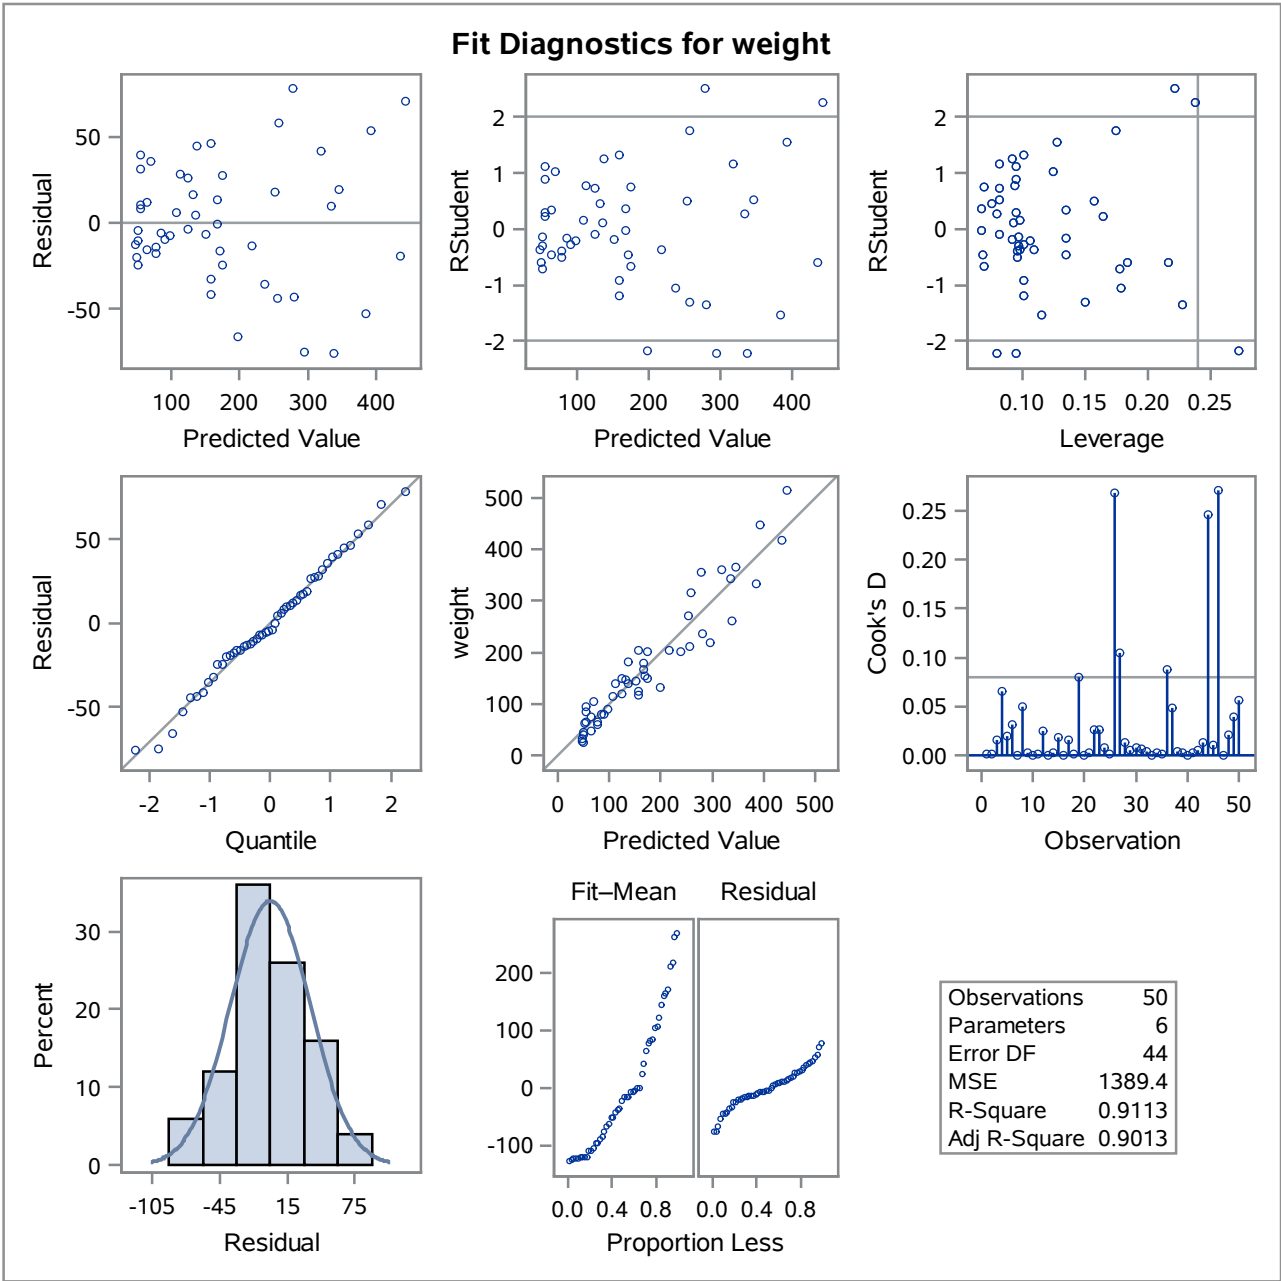 Fit Diagnostics for weight
Residual
50
0
-50
100 200 300 400
Predicted Value
RStudent
2
1
0
-1
-2
100 200 300 400
Predicted Value
RStudent
2
1
0
-1
-2
0.10 0.15 0.20 0.25
Leverage
Residual
50
0
-50
-2 -1 0 1 2
Quantile
weight
500
400
300
200
100
0
0 100 200 300 400 500
Predicted Value
Cook's D
0.25
0.20
0.15
0.10
0.05
0.00
0 10 20 30 40 50
Observation
Percent
30
20
10
0
-105 -45 15 75
Residual
Fit–Mean Residual
200
100
0
-100
0.0 0.4 0.8 0.0 0.4 0.8
Proportion Less
Observations 50
Parameters 6
Error DF 44
MSE 1389.4
R-Square 0.9113
Adj R-Square 0.9013